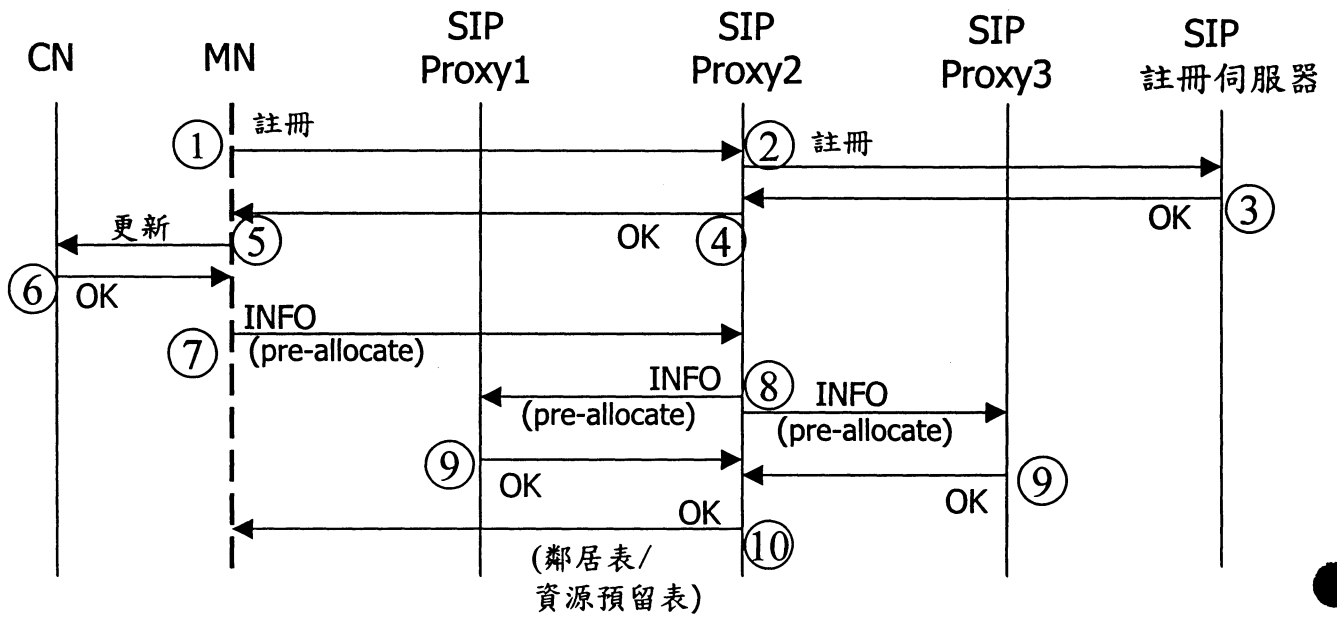 CN
MN
SIP
Proxy1
SIP
Proxy2
SIP
Proxy3
SIP
註冊伺服器
① 註冊
② 註冊
OK ③
OK ④
更新 ⑤
⑥ OK
INFO
⑦ (pre-allocate)
INFO ⑧
(pre-allocate)
INFO
(pre-allocate)
⑨ OK
OK ⑨
OK ⑩
(鄰居表/
資源預留表)